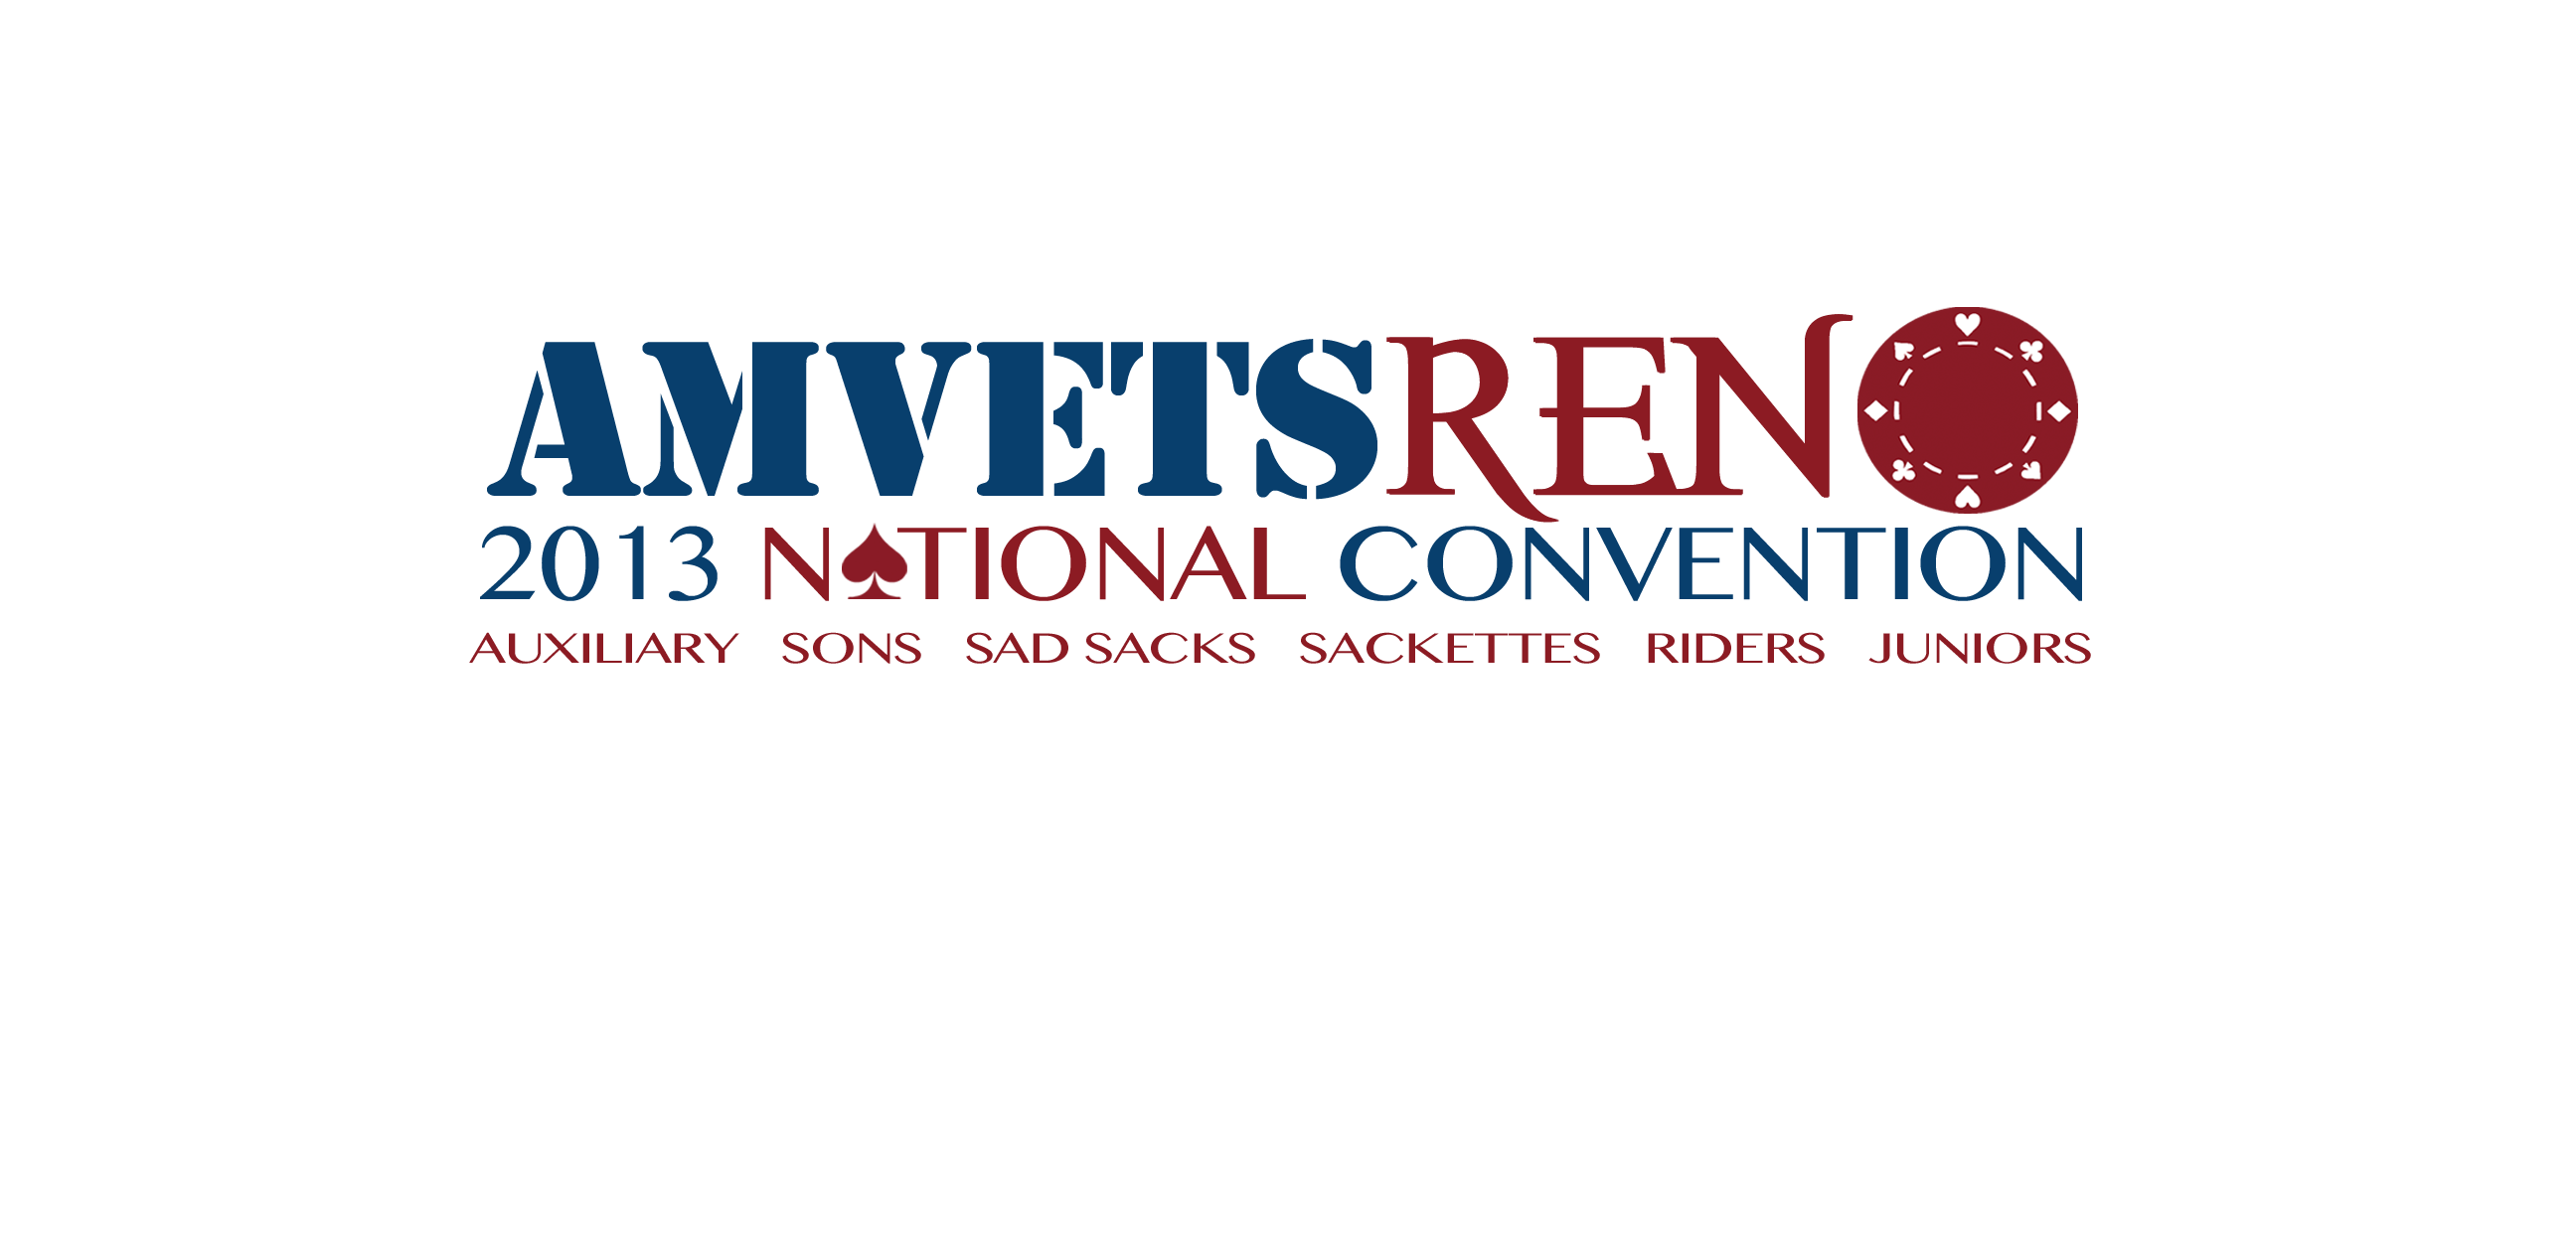 AMVETSRENO
2013 NATIONAL CONVENTION
AUXILIARY SONS SAD SACKS SACKETTES RIDERS JUNIORS